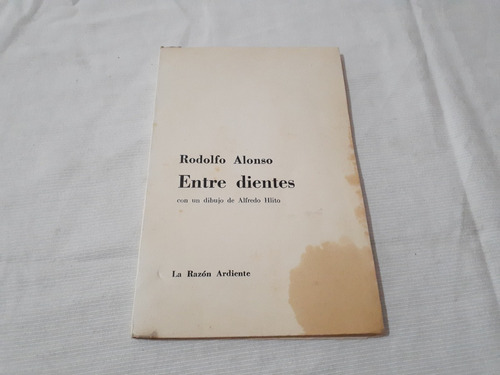 Rodolfo Alonso
Entre dientes
con un dibujo de Alfredo Hlito
La Razón Ardiente